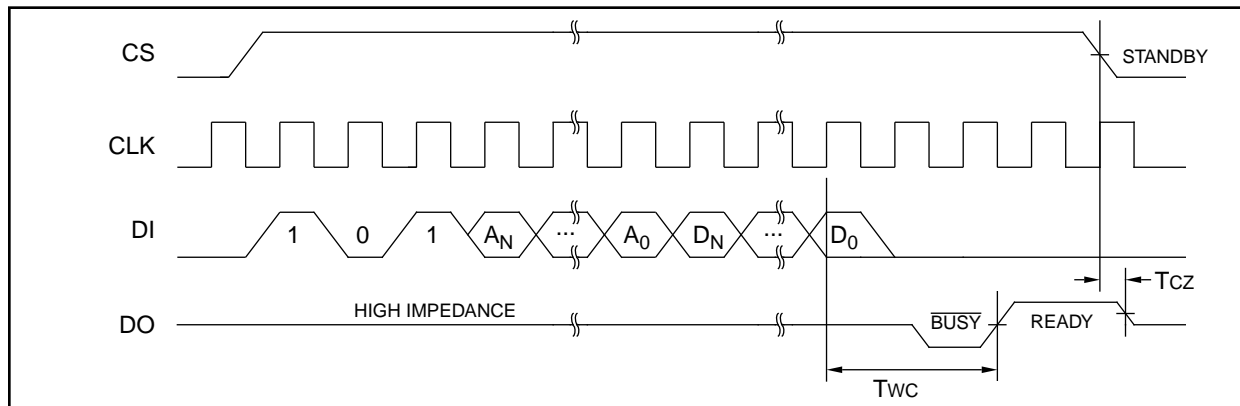 CS
STANDBY
CLK
DI
1 0 1 A_N ... A_0 D_N ... D_0
T_CZ
HIGH IMPEDANCE
DO
BUSY
READY
T_WC